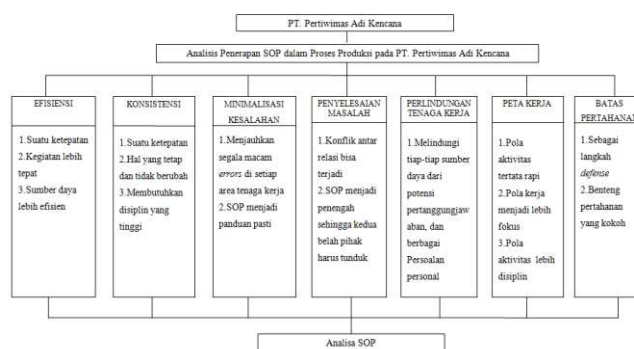 PT. Pertiwimas Adi Kencana
Analisis Penerapan SOP dalam Proses Produksi pada PT. Pertiwimas Adi Kencana
EFISIENSI
1.Suatu ketepatan
2.Kegiatan lebih
tepat
3.Sumber daya
lebih efisien
KONSISTENSI
1.Suatu ketepatan
2.Hal yang tetap
dan tidak berubah
3.Membutuhkan
disiplin yang
tinggi
MINIMALISASI
KESALAHAN
1.Menjauhkan
segala macam
errors di setiap
area tenaga kerja
2.SOP menjadi
panduan pasti
PENYELESAIAN
MASALAH
1.Konflik antar
relasi bisa
terjadi
2.SOP menjadi
penengah
sehingga kedua
belah pihak
harus tunduk
PERLINDUNGAN
TENAGA KERJA
1.Melindungi
tiap-tiap sumber
daya dari
potensi
pertanggungjaw
aban, dan
berbagai
Persoalan
personal
PETA KERJA
1.Pola
aktivitas
tertata rapi
2.Pola kerja
menjadi lebih
fokus
3.Pola
aktivitas lebih
disiplin
BATAS
PERTAHANAN
1.Sebagai
langkah
defense
2.Benteng
pertahanan
yang kokoh
Analisa SOP